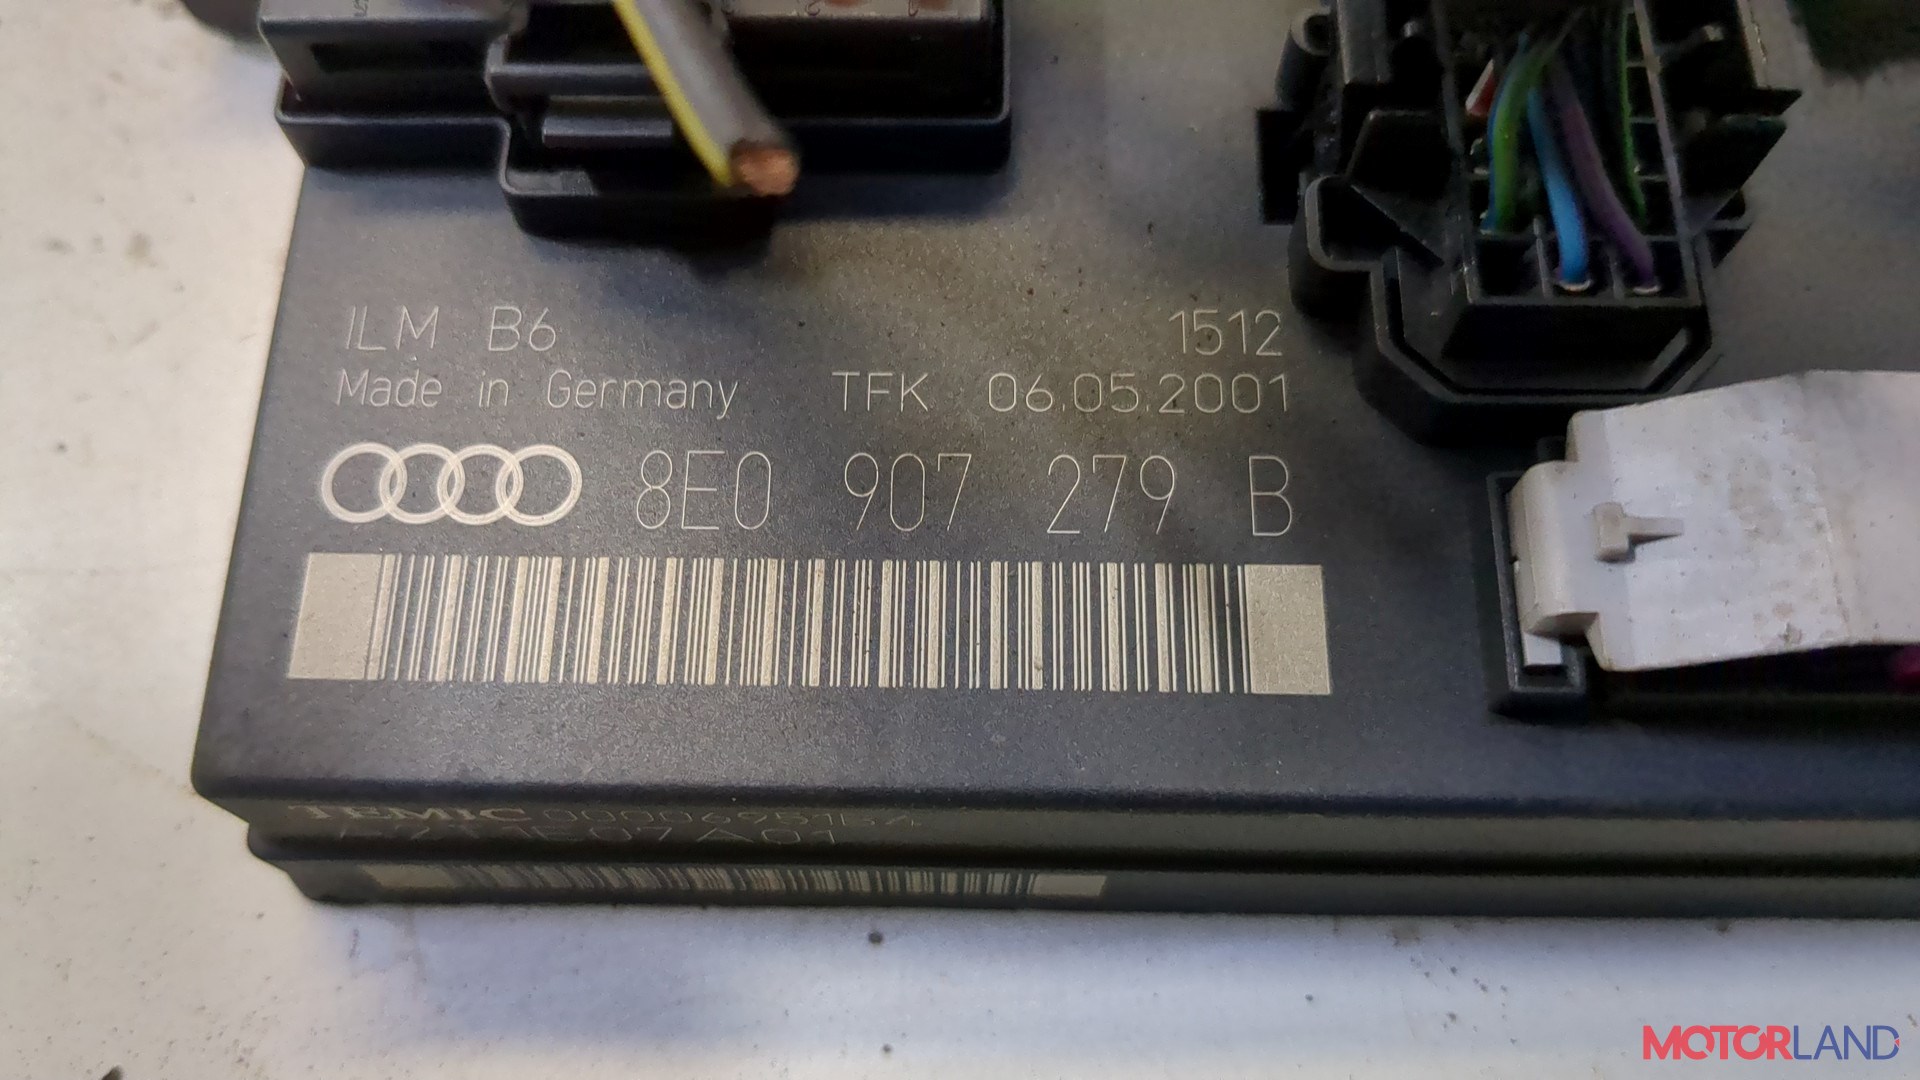 ILM B6 1512
Made in Germany TFK 06.05.2001
8E0 907 279 B
TEMIC
MOTORLAND